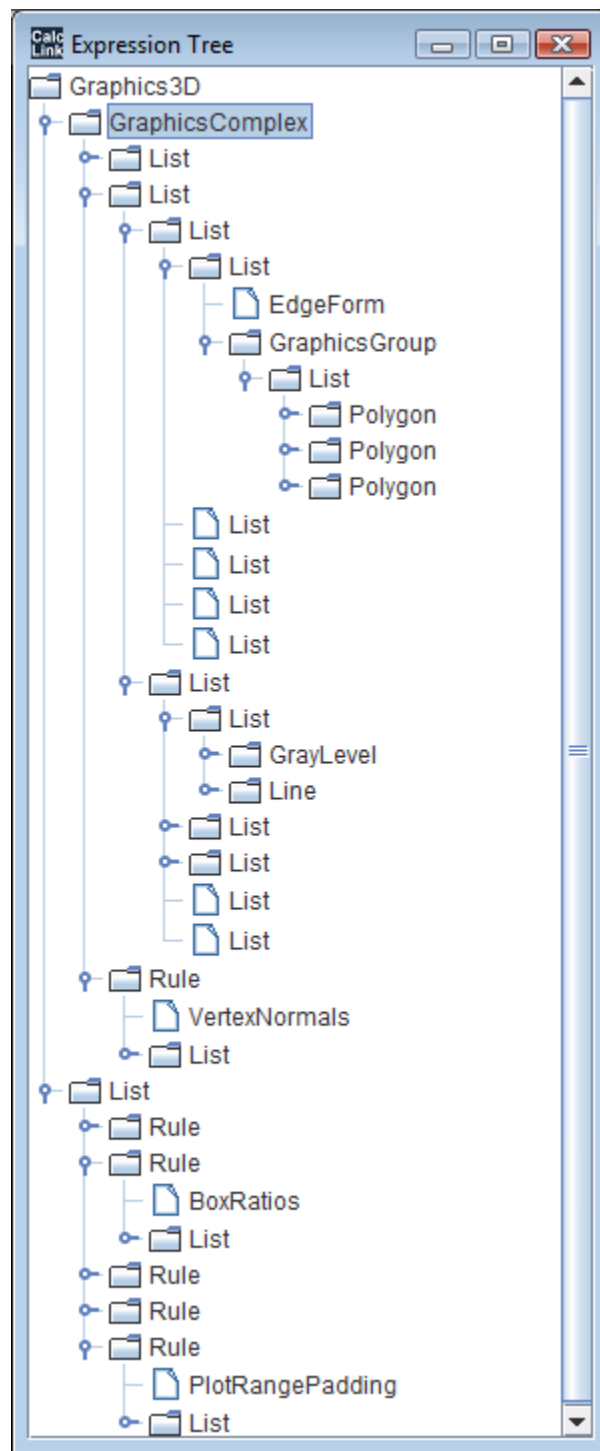 Calc
Link
Expression Tree
Graphics3D
GraphicsComplex
List
List
List
List
EdgeForm
GraphicsGroup
List
Polygon
Polygon
Polygon
List
List
List
List
List
List
GrayLevel
Line
List
List
List
List
Rule
VertexNormals
List
List
Rule
Rule
BoxRatios
List
Rule
Rule
Rule
PlotRangePadding
List